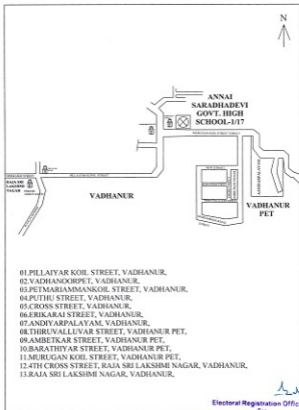 N
ANNAI
SARADHADEVI
GOVT. HIGH
SCHOOL-1/17
RAJA SRI
LAKSHMI
NAGAR
VADHANUR
VADHANUR
PET
01.PILLAIYAR KOIL STREET, VADHANUR,
02.VADHANOORPET, VADHANUR,
03.PETMARIAMMANKOIL STREET, VADHANUR,
04.PUTHU STREET, VADHANUR,
05.CROSS STREET, VADHANUR,
06.ERIKARAI STREET, VADHANUR,
07.ANDIYARPALAYAM, VADHANUR,
08.THIRUVALLUVAR STREET, VADHANUR PET,
09.AMBETKAR STREET, VADHANUR PET,
10.BARATHIYAR STREET, VADHANUR PET,
11.MURUGAN KOIL STREET, VADHANUR PET,
12.4TH CROSS STREET, RAJA SRI LAKSHMI NAGAR, VADHANUR,
13.RAJA SRI LAKSHMI NAGAR, VADHANUR,
Electoral Registration Offic